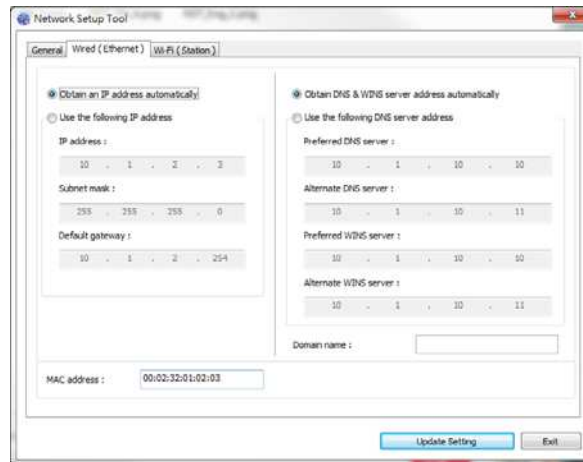 Network Setup Tool
General
Wired ( Ethernet )
Wi-Fi ( Station )
Obtain an IP address automatically
Use the following IP address
IP address :
10 . 1 . 2 . 3
Subnet mask :
255 . 255 . 255 . 0
Default gateway :
10 . 1 . 2 . 254
Obtain DNS & WINS server address automatically
Use the following DNS server address
Preferred DNS server :
10 . 1 . 10 . 10
Alternate DNS server :
10 . 1 . 10 . 11
Preferred WINS server :
10 . 1 . 10 . 10
Alternate WINS server :
10 . 1 . 10 . 11
Domain name :
MAC address :
00:02:32:01:02:03
Update Setting
Exit